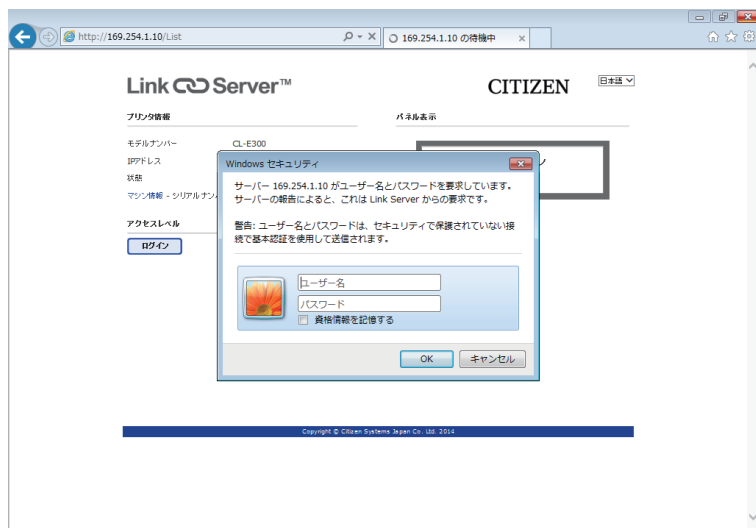 http://169.254.1.10/List
169.254.1.10 の待機中
Link Server™
CITIZEN
日本語
プリンタ情報
パネル表示
モデルナンバー CL-E300
IPアドレス
状態
マシン情報 - シリアルナン
アクセスレベル
ログイン
Windows セキュリティ
サーバー 169.254.1.10 がユーザー名とパスワードを要求しています。
サーバーの報告によると、これは Link Server からの要求です。
警告: ユーザー名とパスワードは、セキュリティで保護されていない接
続で基本認証を使用して送信されます。
ユーザー名
パスワード
資格情報を記憶する
OK
キャンセル
Copyright © Citizen Systems Japan Co. Ltd. 2014